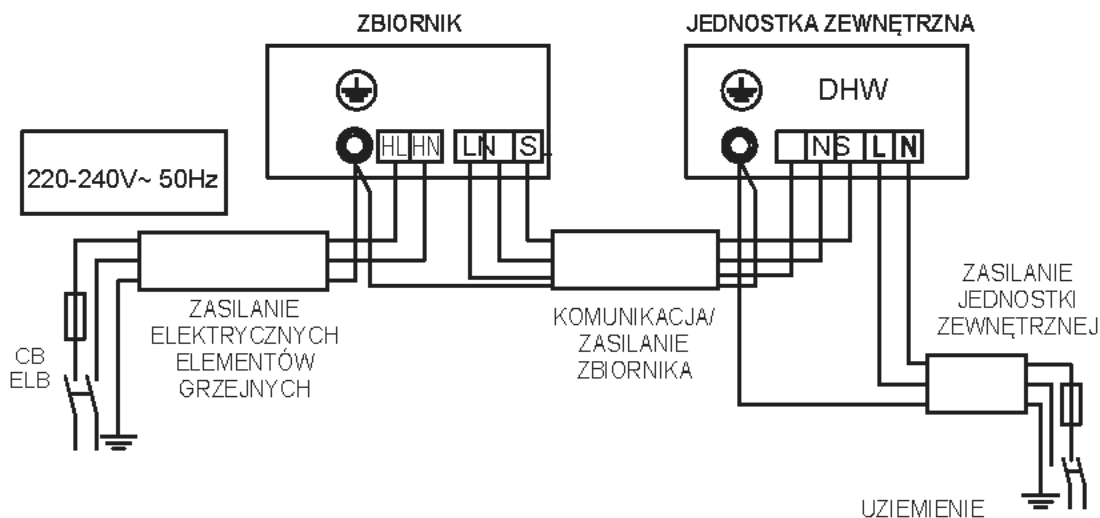 ZBIORNIK
JEDNOSTKA ZEWNĘTRZNA
DHW
HL HN LN S L
N S L N
220-240V~ 50Hz
ZASILANIE
ELEKTRYCZNYCH
ELEMENTÓW
GRZEJNYCH
KOMUNIKACJA/
ZASILANIE
ZBIORNIKA
ZASILANIE
JEDNOSTKI
ZEWNĘTRZNEJ
CB
ELB
UZIEMIENIE